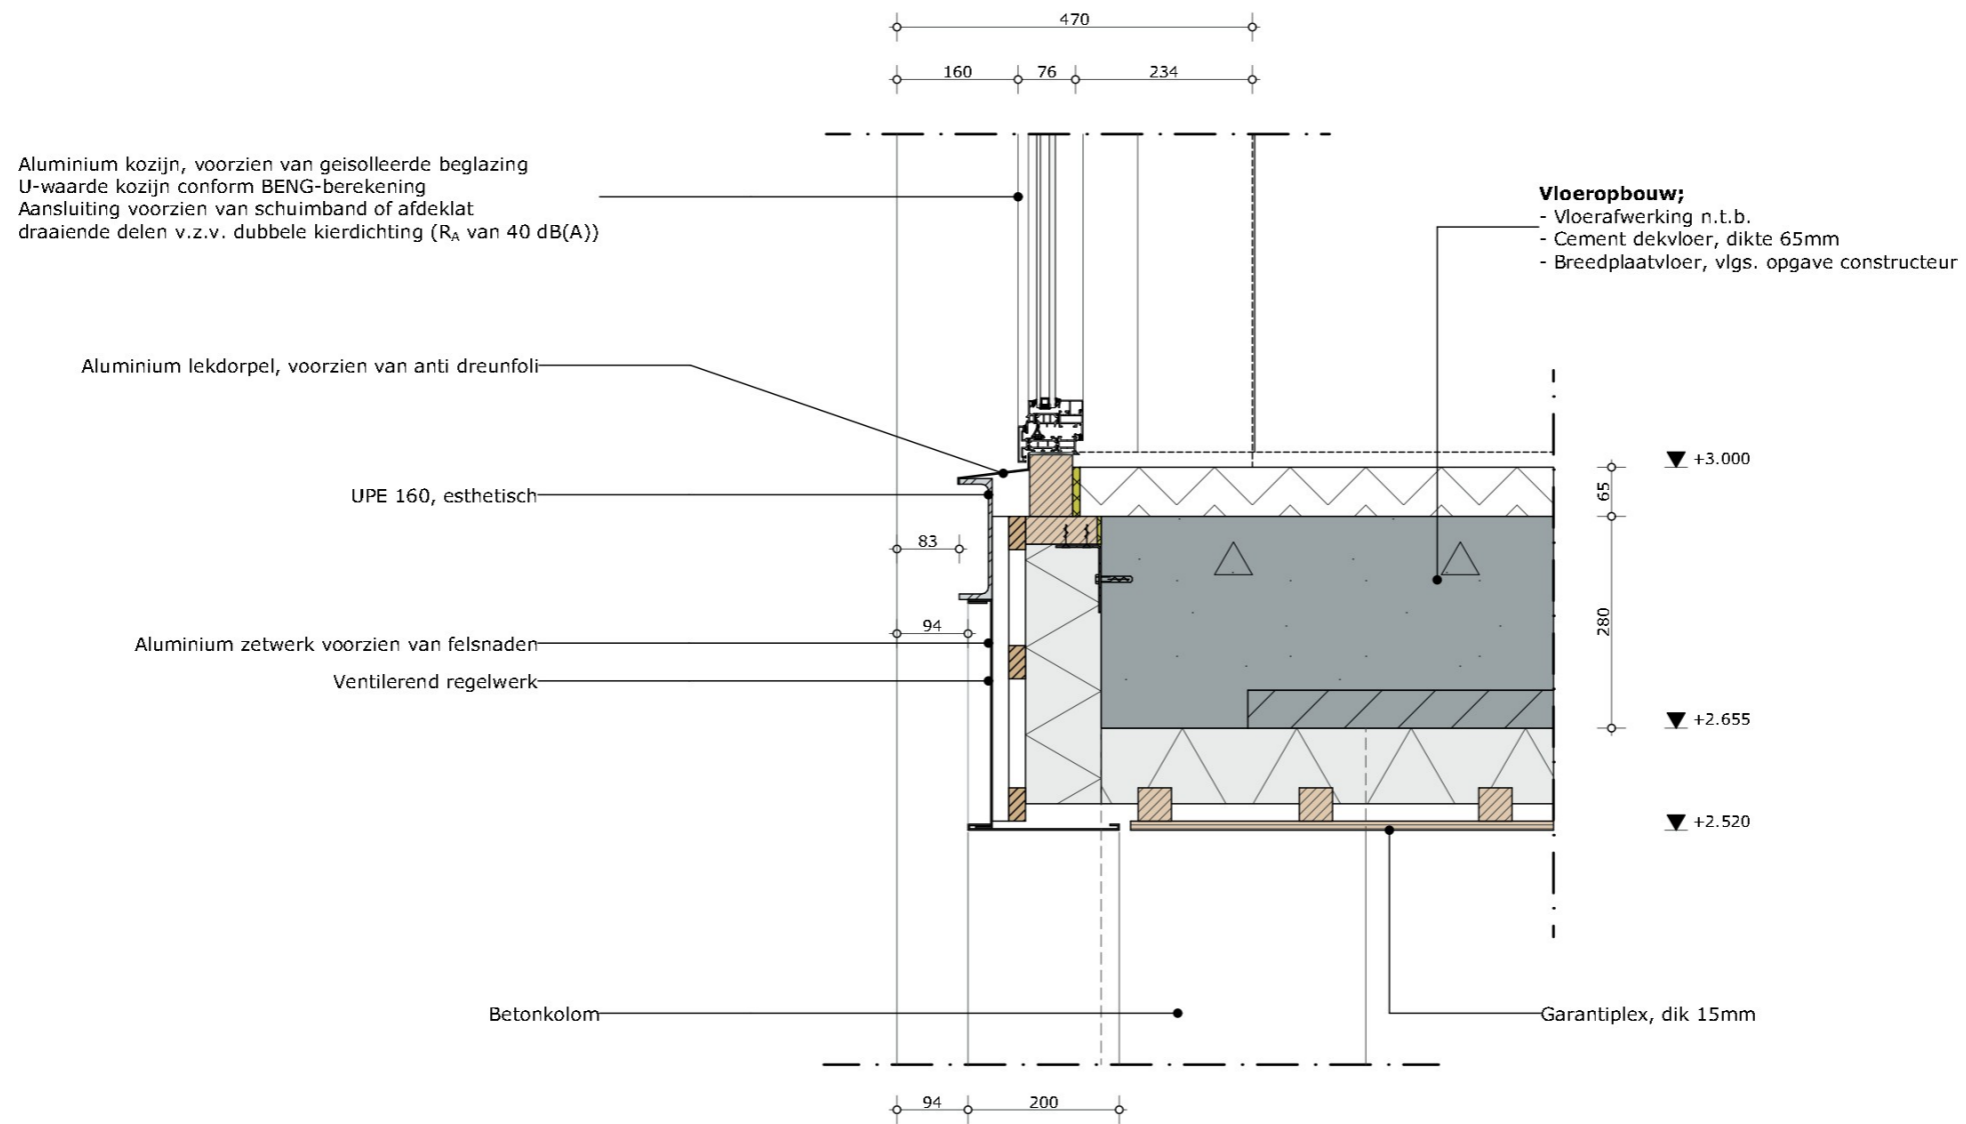 470
160 76 234
Aluminium kozijn, voorzien van geisolleerde beglazing
U-waarde kozijn conform BENG-berekening
Aansluiting voorzien van schuimband of afdeklat
draaiende delen v.z.v. dubbele kierdichting (RA van 40 dB(A))
Vloeropbouw;
- Vloerafwerking n.t.b.
- Cement dekvloer, dikte 65mm
- Breedplaatvloer, vlgs. opgave constructeur
Aluminium lekdorpel, voorzien van anti dreunfoli
+3.000
65
UPE 160, esthetisch
83
280
94
Aluminium zetwerk voorzien van felsnaden
Ventilerend regelwerk
+2.655
+2.520
Betonkolom
Garantiplex, dik 15mm
94 200